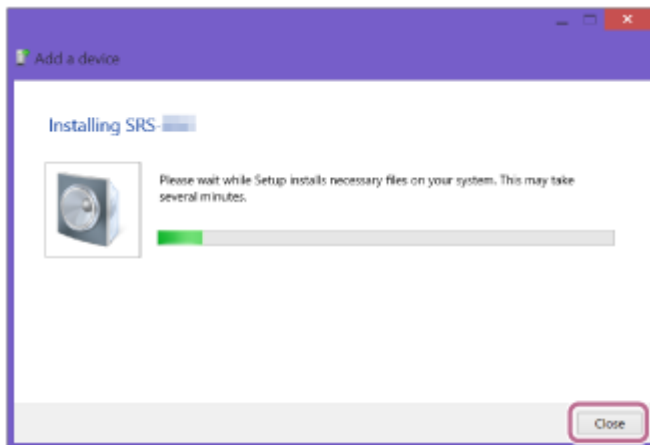 Add a device
Installing SRS-
Please wait while Setup installs necessary files on your system. This may take
several minutes.
Close